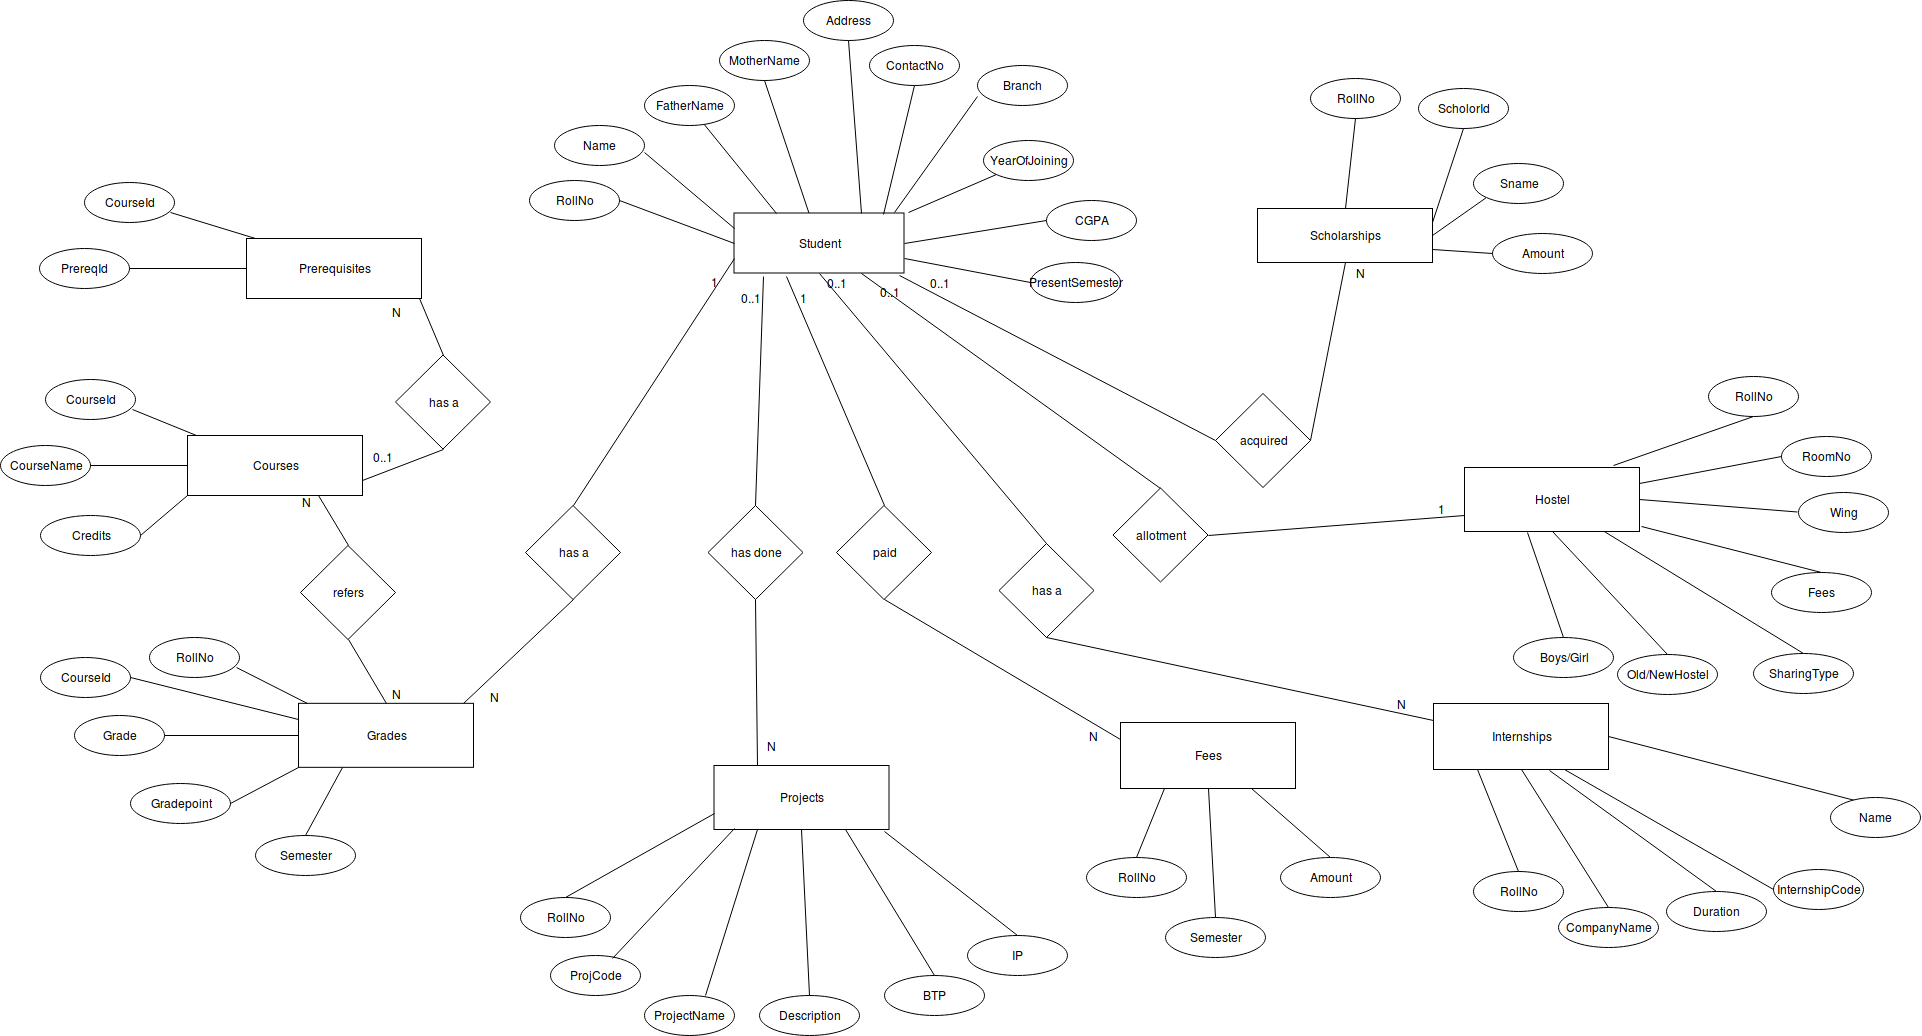 Address
MotherName
ContactNo
Branch
FatherName
RollNo
ScholorId
Name
YearOfJoining
Sname
RollNo
CourseId
CGPA
Student
Scholarships
Amount
PrereqId
Prerequisites
PresentSemester
1
0..1
1
0..1
0..1
0..1
N
N
has a
CourseId
0..1
acquired
RollNo
CourseName
Courses
RoomNo
Hostel
N
1
Wing
Credits
allotment
refers
has a
has done
paid
has a
Fees
RollNo
CourseId
Boys/Girl
Old/NewHostel
SharingType
N
N
N
Grade
Grades
N
N
Internships
Fees
Gradepoint
Projects
Name
Semester
RollNo
Amount
RollNo
InternshipCode
RollNo
Duration
CompanyName
Semester
IP
ProjCode
BTP
ProjectName
Description